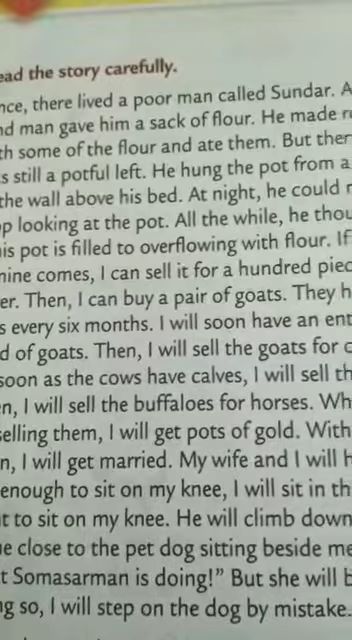 ead the story carefully.
nce, there lived a poor man called Sundar. A
nd man gave him a sack of flour. He made r
th some of the flour and ate them. But ther
s still a potful left. He hung the pot from a
the wall above his bed. At night, he could r
p looking at the pot. All the while, he thou
is pot is filled to overflowing with flour. If
nine comes, I can sell it for a hundred piec
er. Then, I can buy a pair of goats. They h
s every six months. I will soon have an ent
d of goats. Then, I will sell the goats for c
soon as the cows have calves, I will sell th
n, I will sell the buffaloes for horses. Wh
selling them, I will get pots of gold. With
n, I will get married. My wife and I will h
enough to sit on my knee, I will sit in th
t to sit on my knee. He will climb down
e close to the pet dog sitting beside me
t Somasarman is doing!” But she will b
ng so, I will step on the dog by mistake.